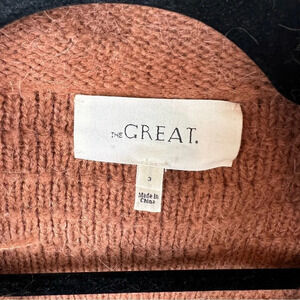 THE GREAT.
3
Made in
China